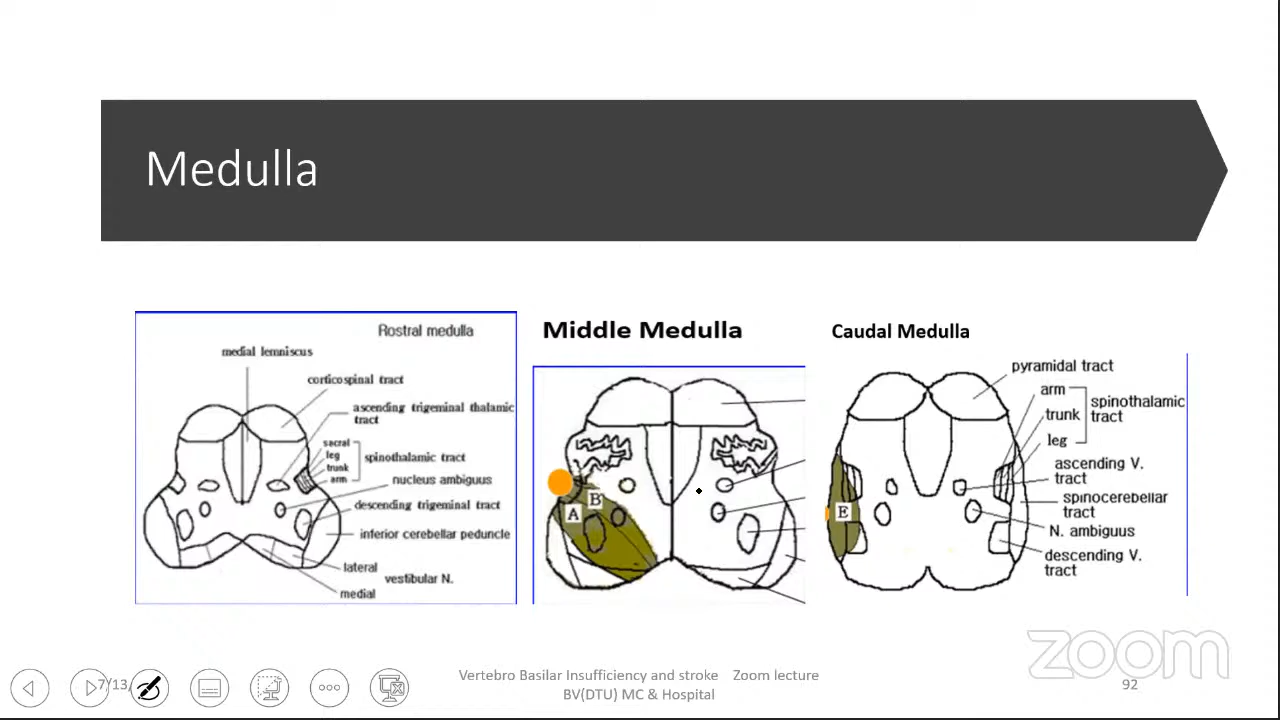 Medulla
Rostral medulla
medial lemniscus
corticospinal tract
ascending trigeminal thalamic
tract
sacral
leg
trunk
arm
spinothalamic tract
nucleus ambiguus
descending trigeminal tract
inferior cerebellar peduncle
lateral
vestibular N.
medial
Middle Medulla
A
B
Caudal Medulla
pyramidal tract
arm
trunk
leg
spinothalamic
tract
ascending V.
tract
spinocerebellar
tract
N. ambiguus
descending V.
tract
E
zoom
7/13
Vertebro Basilar Insufficiency and stroke Zoom lecture
BV(DTU) MC & Hospital
92